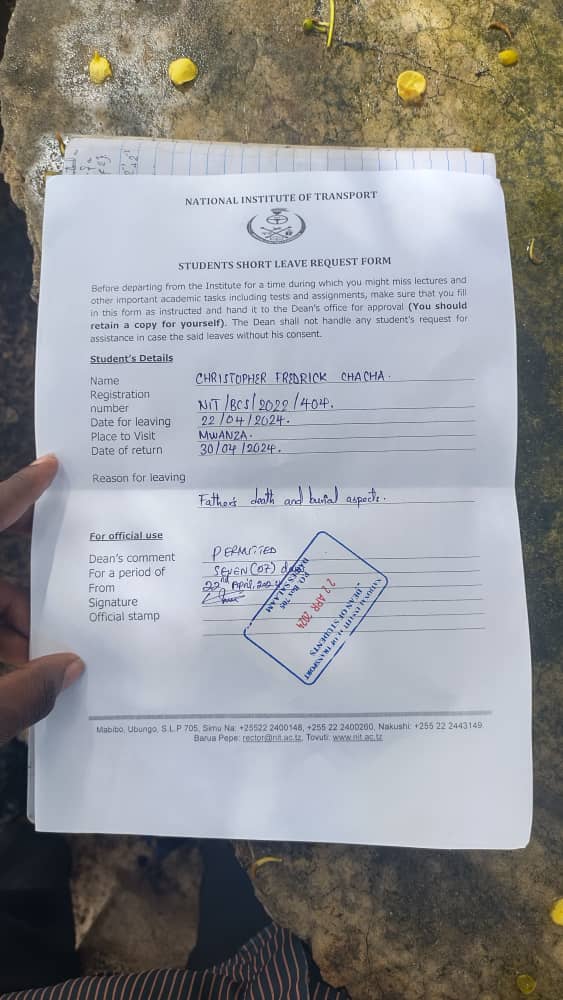 NATIONAL INSTITUTE OF TRANSPORT
STUDENTS SHORT LEAVE REQUEST FORM
Before departing from the Institute for a time during which you might miss lectures and
other important academic tasks including tests and assignments, make sure that you fill
in this form as instructed and hand it to the Dean's office for approval (You should
retain a copy for yourself). The Dean shall not handle any student's request for
assistance in case the said leaves without his consent.
Student's Details
Name CHRISTOPHER FREDRICK CHACHA.
Registration
number NIT/BCS/2022/404.
Date for leaving 22/04/2024.
Place to Visit MWANZA.
Date of return 30/04/2024.
Reason for leaving
Father's death and burial aspects.
For official use
Dean's comment PERMITTED
For a period of SEVEN (07) days
From 22nd April, 2024
Signature
Official stamp
NATIONAL INSTITUTE OF TRANSPORT
DEAN OF STUDENTS
22 APR 2024
P.O. Box 705
DAR ES SALAAM
Mabibo, Ubungo, S.L.P 705, Simu Na: +25522 2400148, +255 22 2400260, Nakushi: +255 22 2443149.
Barua Pepe: rector@nit.ac.tz, Tovuti: www.nit.ac.tz